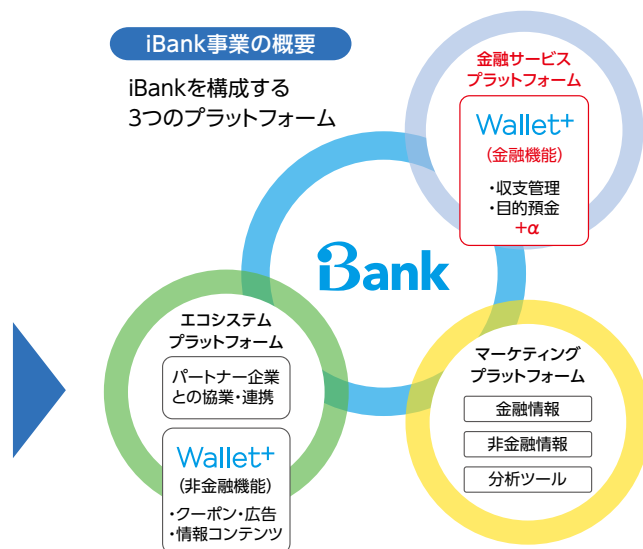 iBank事業の概要
iBankを構成する
3つのプラットフォーム
金融サービス
プラットフォーム
Wallet+
(金融機能)
・収支管理
・目的預金
+α
iBank
エコシステム
プラットフォーム
パートナー企業
との協業・連携
Wallet+
(非金融機能)
・クーポン・広告
・情報コンテンツ
マーケティング
プラットフォーム
金融情報
非金融情報
分析ツール